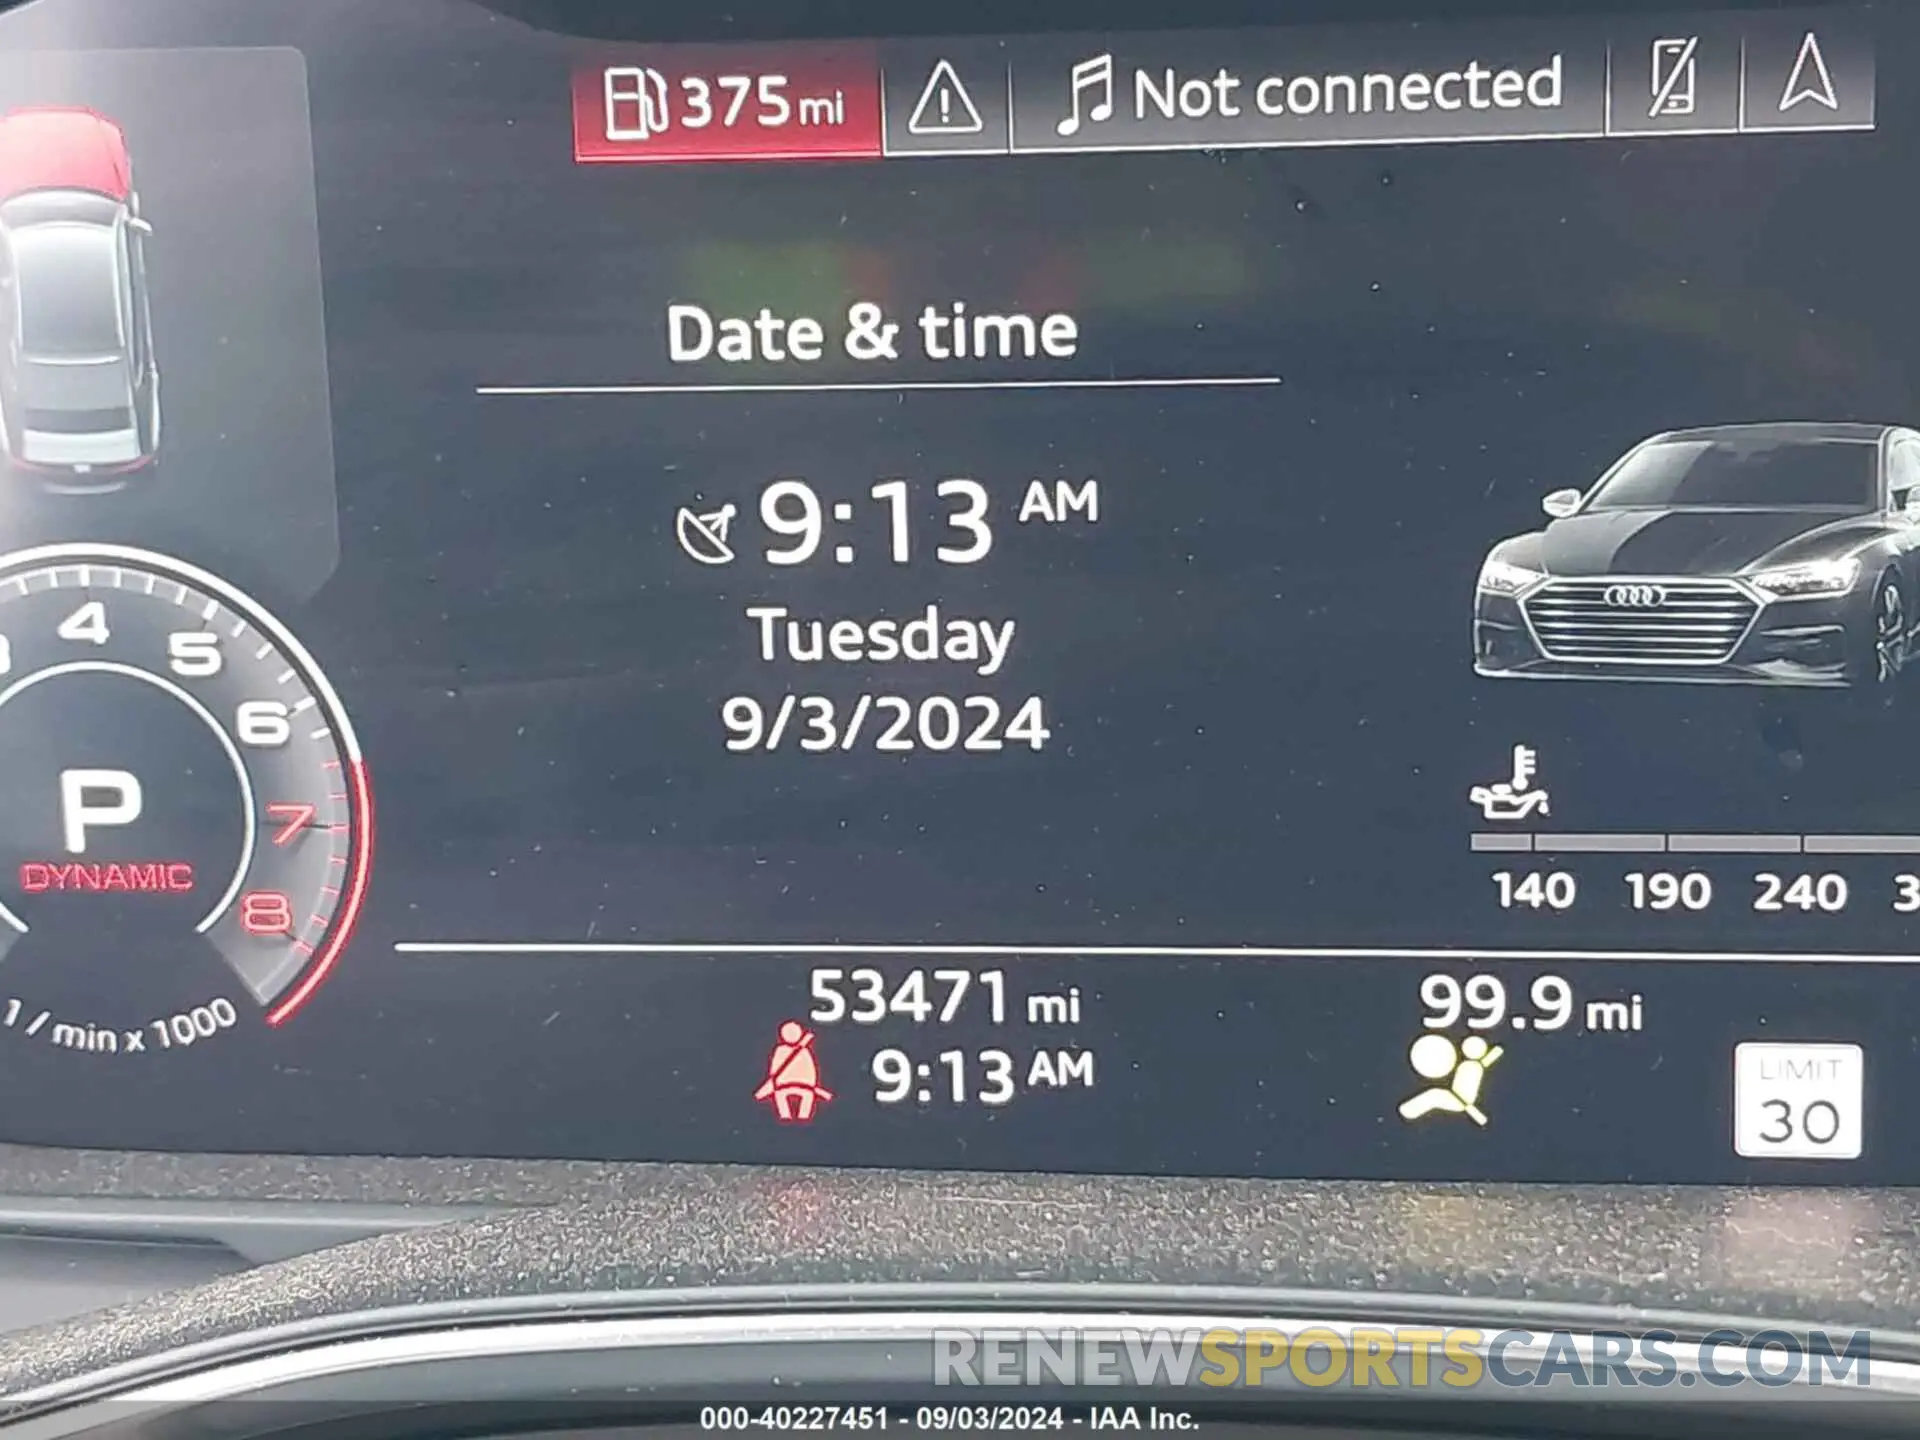 375 mi
Not connected
Date & time
9:13 AM
Tuesday
9/3/2024
4
5
6
7
8
P
DYNAMIC
1 / min x 1000
140 190 240
53471 mi
99.9 mi
9:13 AM
LIMIT
30
RENEWSPORTSCARS.COM
000-40227451 - 09/03/2024 - IAA Inc.